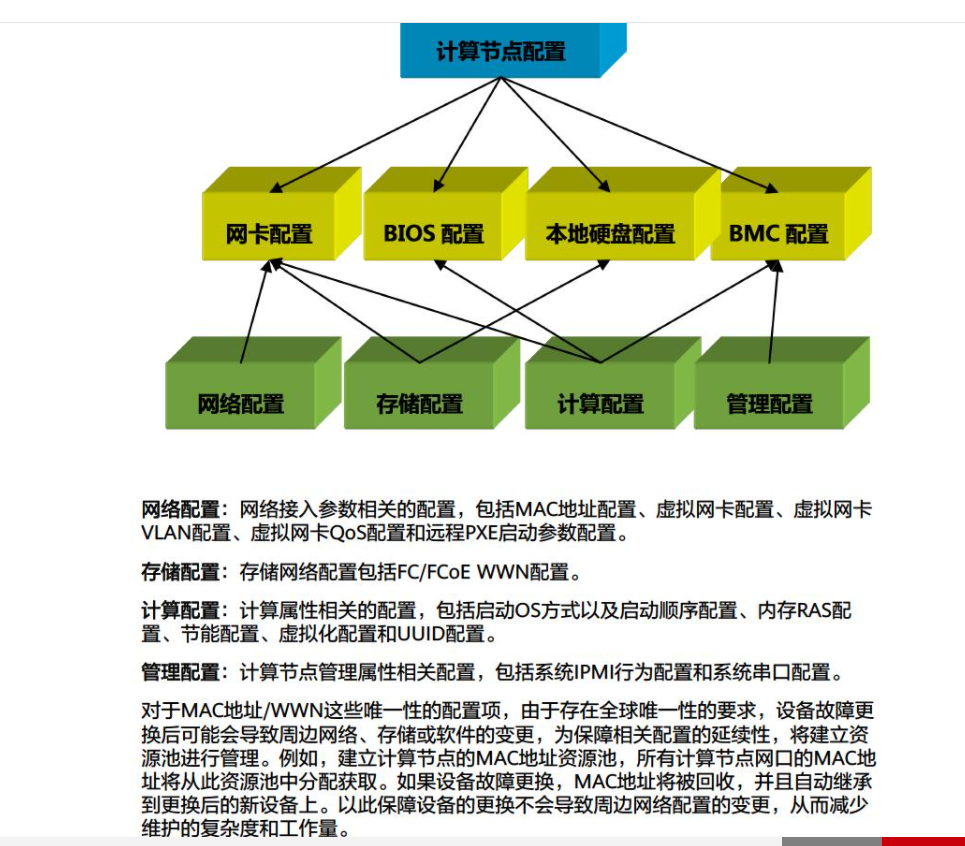 计算节点配置
网卡配置
BIOS 配置
本地硬盘配置
BMC 配置
网络配置
存储配置
计算配置
管理配置
网络配置：网络接入参数相关的配置，包括MAC地址配置、虚拟网卡配置、虚拟网卡
VLAN配置、虚拟网卡QoS配置和远程PXE启动参数配置。
存储配置：存储网络配置包括FC/FCoE WWN配置。
计算配置：计算属性相关的配置，包括启动OS方式以及启动顺序配置、内存RAS配
置、节能配置、虚拟化配置和UUID配置。
管理配置：计算节点管理属性相关配置，包括系统IPMI行为配置和系统串口配置。
对于MAC地址/WWN这些唯一性的配置项，由于存在全球唯一性的要求，设备故障更
换后可能会导致周边网络、存储或软件的变更，为保障相关配置的延续性，将建立资
源池进行管理。例如，建立计算节点的MAC地址资源池，所有计算节点网口的MAC地
址将从此资源池中分配获取。如果设备故障更换，MAC地址将被回收，并且自动继承
到更换后的新设备上。以此保障设备的更换不会导致周边网络配置的变更，从而减少
维护的复杂度和工作量。